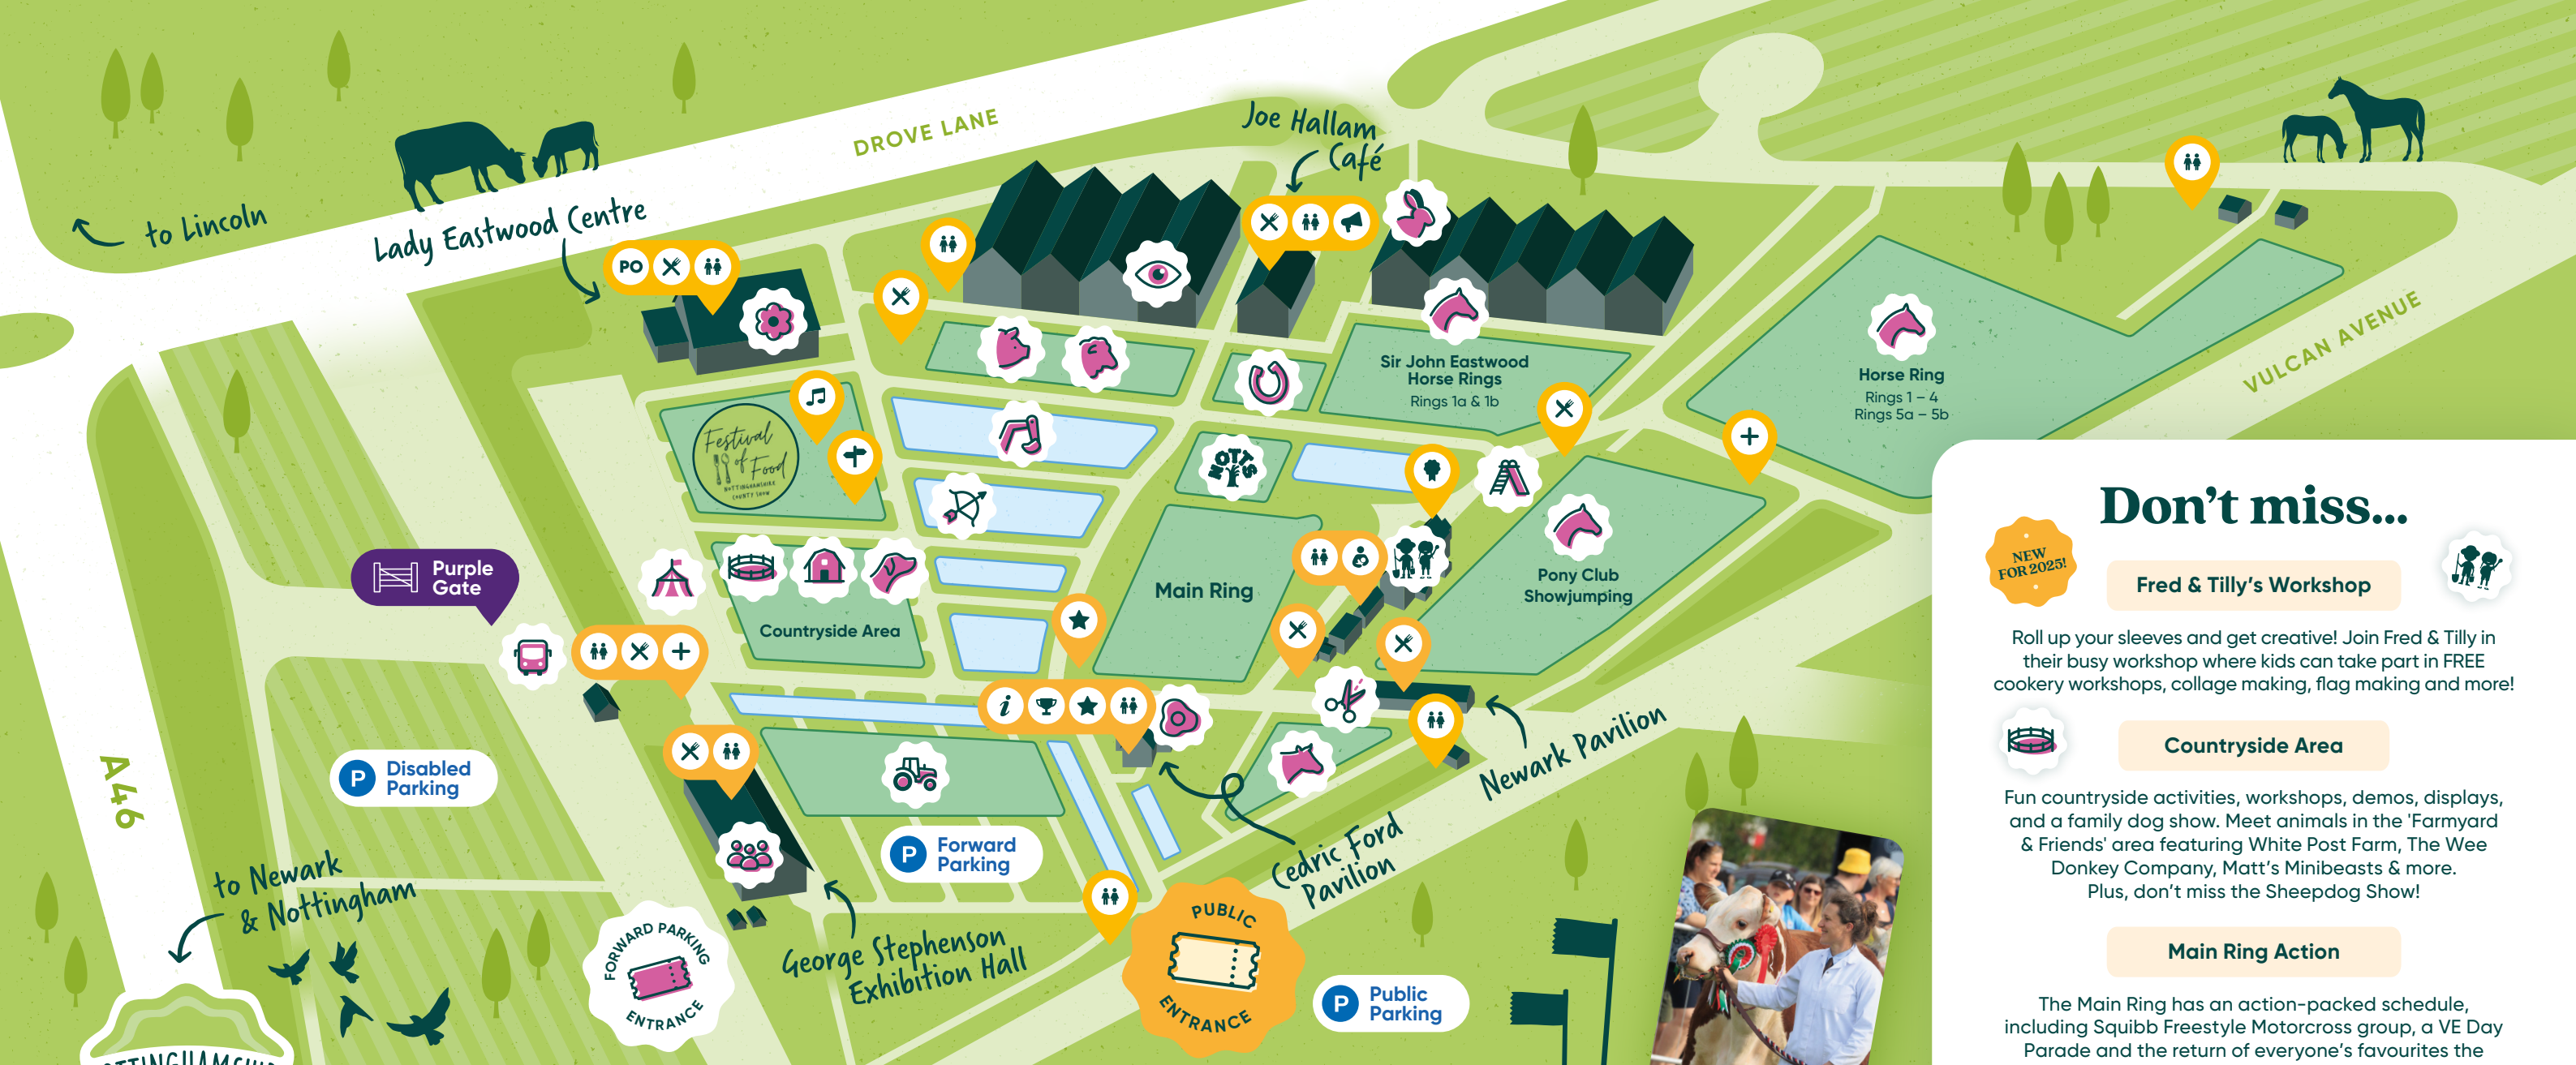 DROVE LANE
Joe Hallam
Café
to Lincoln
Lady Eastwood Centre
PO
Sir John Eastwood
Horse Rings
Rings 1a & 1b
Horse Ring
Rings 1 – 4
Rings 5a – 5b
VULCAN AVENUE
Festival
of
Food
NOTTINGHAMSHIRE
COUNTY SHOW
NOTTS
Purple
Gate
Main Ring
Pony Club
Showjumping
Countryside Area
i
A46
P
Disabled
Parking
P
Forward
Parking
Newark Pavilion
Cedric Ford
Pavilion
to Newark
& Nottingham
George Stephenson
Exhibition Hall
FORWARD PARKING
ENTRANCE
PUBLIC
ENTRANCE
P
Public
Parking
Don't miss...
NEW
FOR 2025!
Fred & Tilly's Workshop
Roll up your sleeves and get creative! Join Fred & Tilly in
their busy workshop where kids can take part in FREE
cookery workshops, collage making, flag making and more!
Countryside Area
Fun countryside activities, workshops, demos, displays,
and a family dog show. Meet animals in the 'Farmyard
& Friends' area featuring White Post Farm, The Wee
Donkey Company, Matt's Minibeasts & more.
Plus, don't miss the Sheepdog Show!
Main Ring Action
The Main Ring has an action-packed schedule,
including Squibb Freestyle Motorcross group, a VE Day
Parade and the return of everyone's favourites the